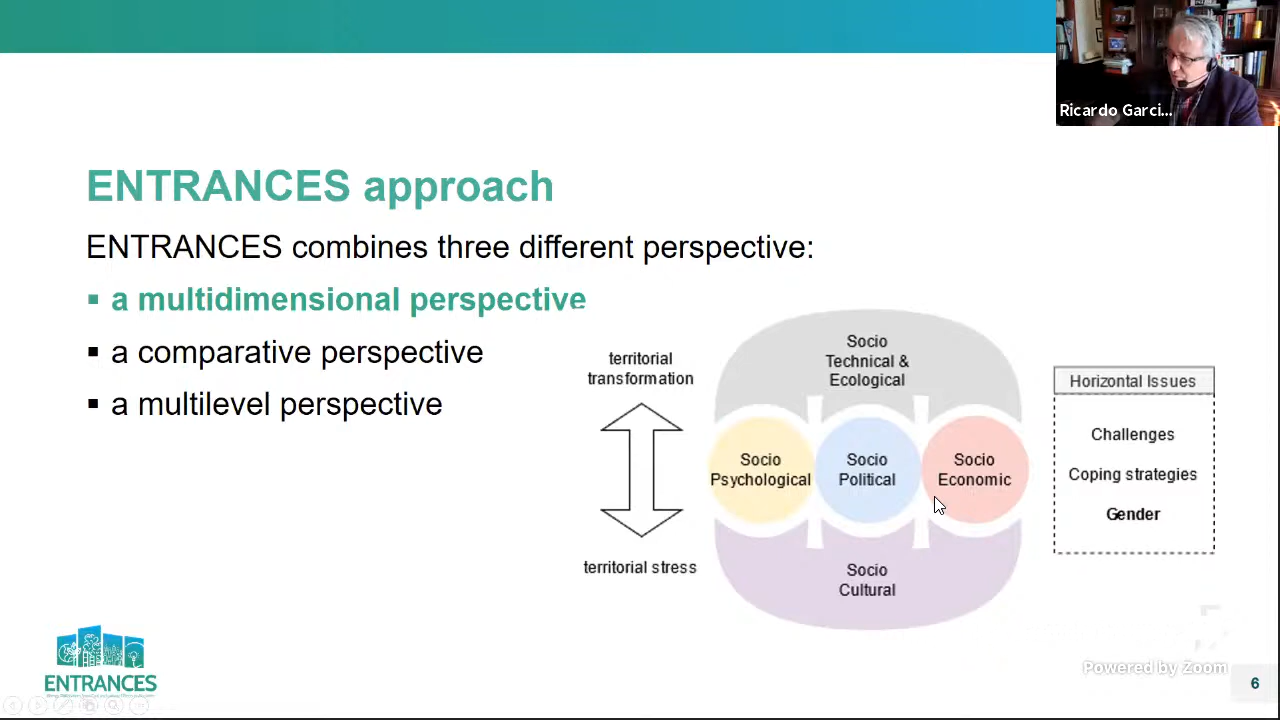 Ricardo Garci...
ENTRANCES approach
ENTRANCES combines three different perspective:
▪ a multidimensional perspective
▪ a comparative perspective
▪ a multilevel perspective
territorial
transformation
territorial stress
Socio
Technical &
Ecological
Socio
Psychological
Socio
Political
Socio
Economic
Socio
Cultural
Horizontal Issues
Challenges
Coping strategies
Gender
ENTRANCES
Powered by Zoom
6